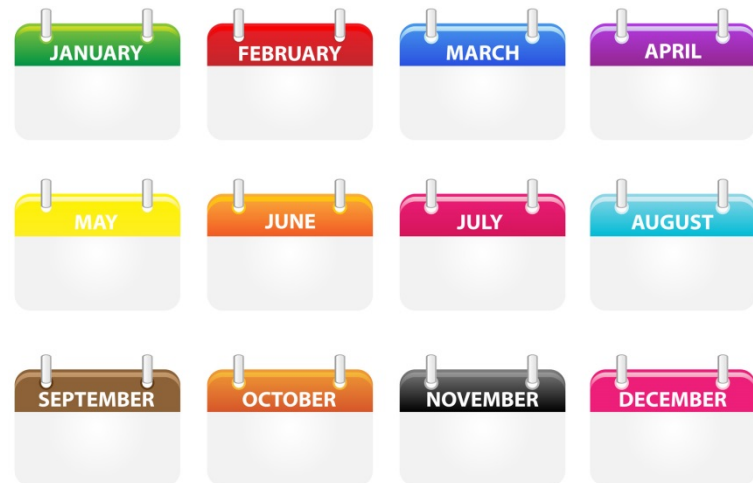 JANUARY
FEBRUARY
MARCH
APRIL
MAY
JUNE
JULY
AUGUST
SEPTEMBER
OCTOBER
NOVEMBER
DECEMBER